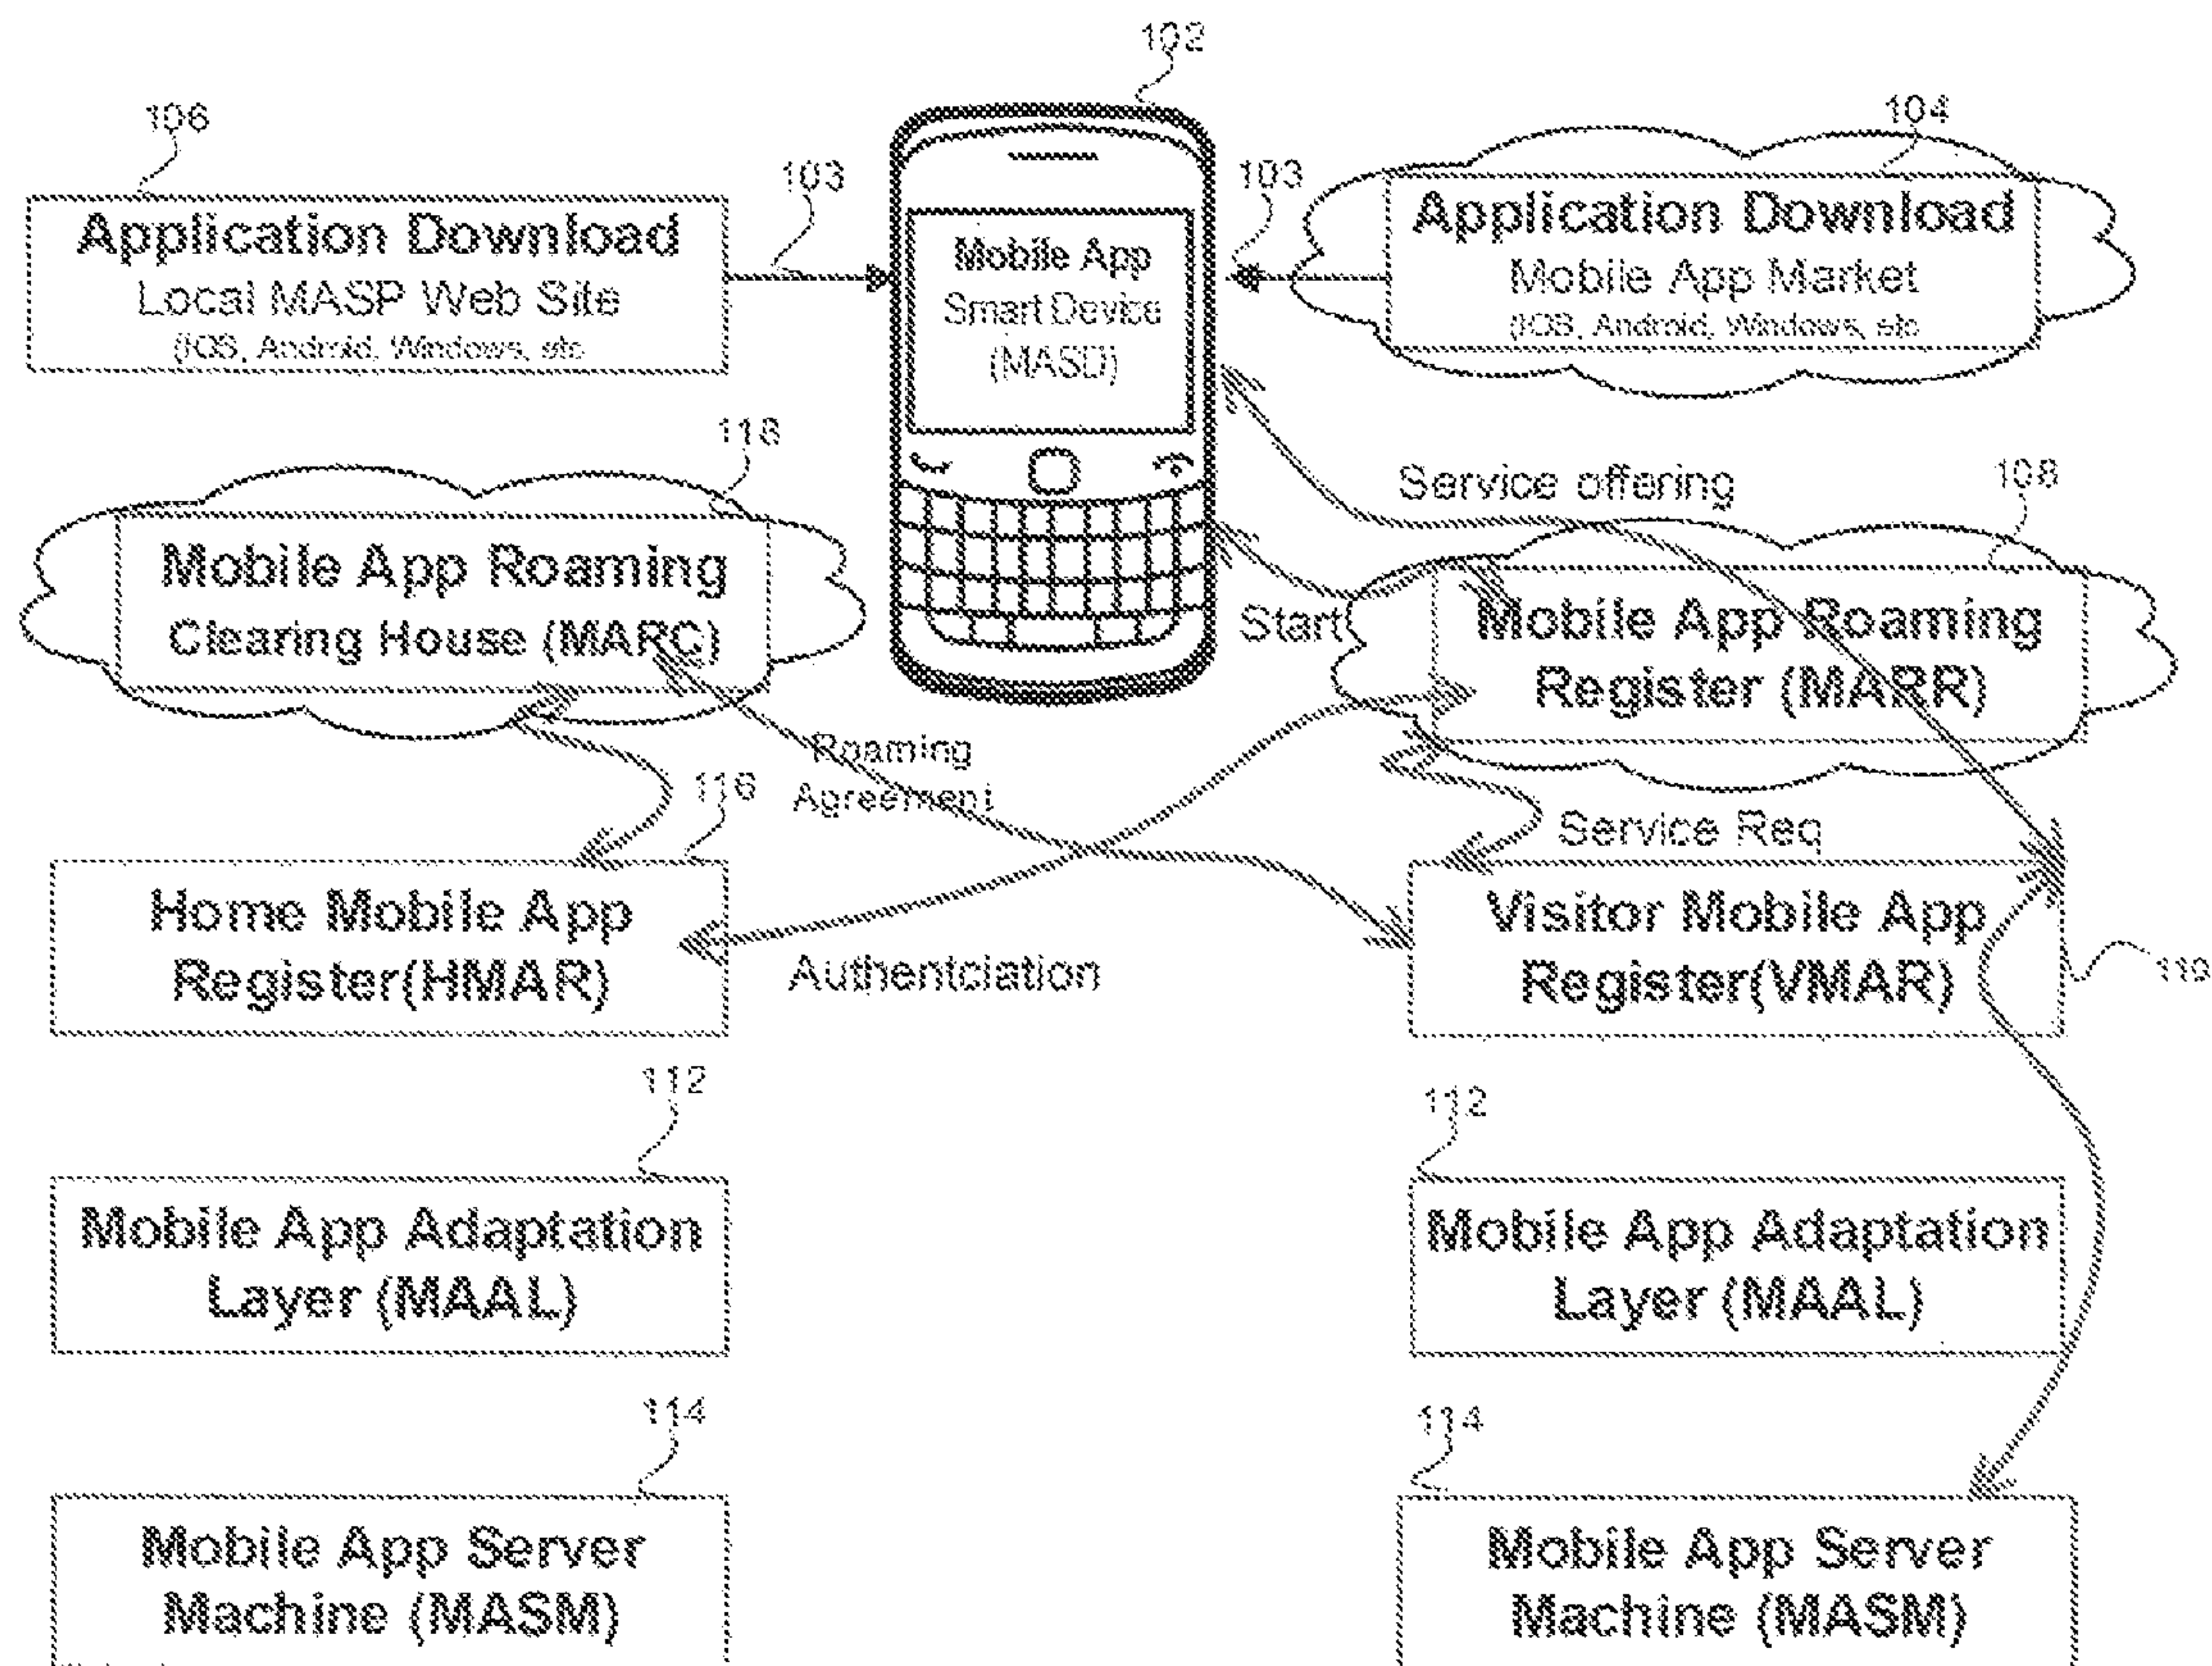 102
106
104
103
103
Application Download
Local MASP Web Site
(IOS, Android, Windows, etc
Mobile App
Smart Device
(MASD)
Application Download
Mobile App Market
(IOS, Android, Windows, etc
118
Service offering
108
Mobile App Roaming
Clearing House (MARC)
Start
Mobile App Roaming
Register (MARR)
Roaming
Agreement
116
Service Req
Home Mobile App
Register(HMAR)
Authentciation
Visitor Mobile App
Register(VMAR)
110
112
112
Mobile App Adaptation
Layer (MAAL)
Mobile App Adaptation
Layer (MAAL)
114
114
Mobile App Server
Machine (MASM)
Mobile App Server
Machine (MASM)